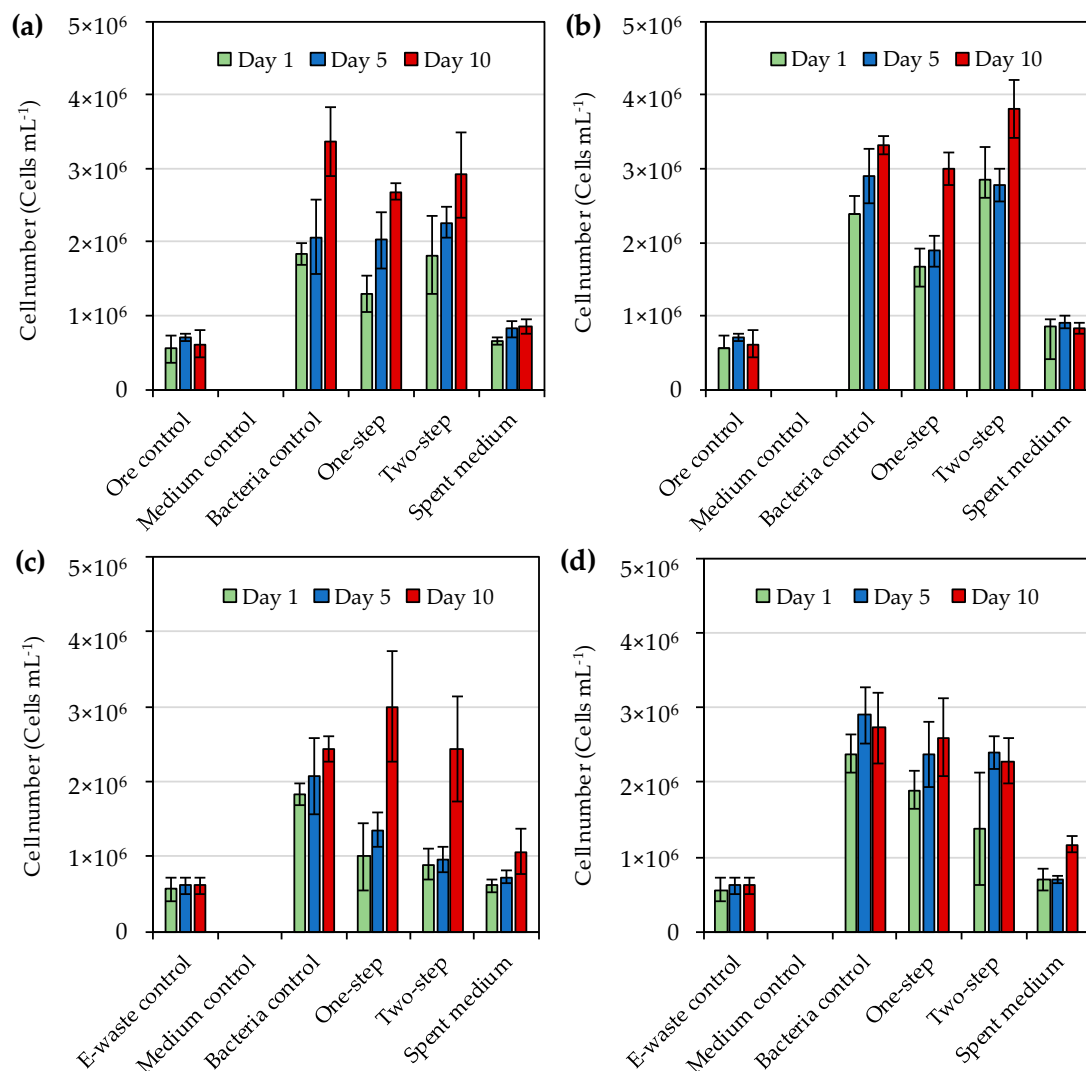 (a)
Cell number (Cells mL⁻¹)
5×10⁶
4×10⁶
3×10⁶
2×10⁶
1×10⁶
0
Day 1 Day 5 Day 10
Ore control
Medium control
Bacteria control
One-step
Two-step
Spent medium
(b)
Cell number (Cells mL⁻¹)
5×10⁶
4×10⁶
3×10⁶
2×10⁶
1×10⁶
0
Day 1 Day 5 Day 10
Ore control
Medium control
Bacteria control
One-step
Two-step
Spent medium
(c)
Cell number (Cells mL⁻¹)
5×10⁶
4×10⁶
3×10⁶
2×10⁶
1×10⁶
0
Day 1 Day 5 Day 10
E-waste control
Medium control
Bacteria control
One-step
Two-step
Spent medium
(d)
Cell number (Cells mL⁻¹)
5×10⁶
4×10⁶
3×10⁶
2×10⁶
1×10⁶
0
Day 1 Day 5 Day 10
E-waste control
Medium control
Bacteria control
One-step
Two-step
Spent medium